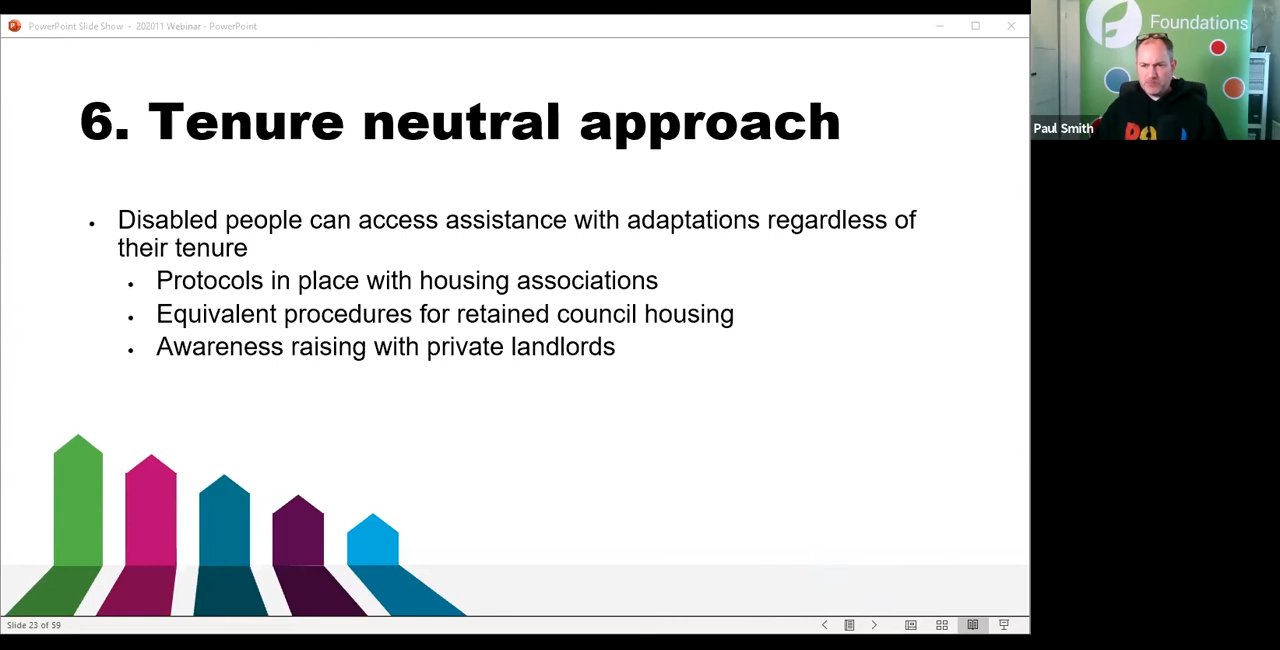 PowerPoint Slide Show - 202011 Webinar - PowerPoint
6. Tenure neutral approach
• Disabled people can access assistance with adaptations regardless of
their tenure
• Protocols in place with housing associations
• Equivalent procedures for retained council housing
• Awareness raising with private landlords
Slide 23 of 59
Foundations
Paul Smith